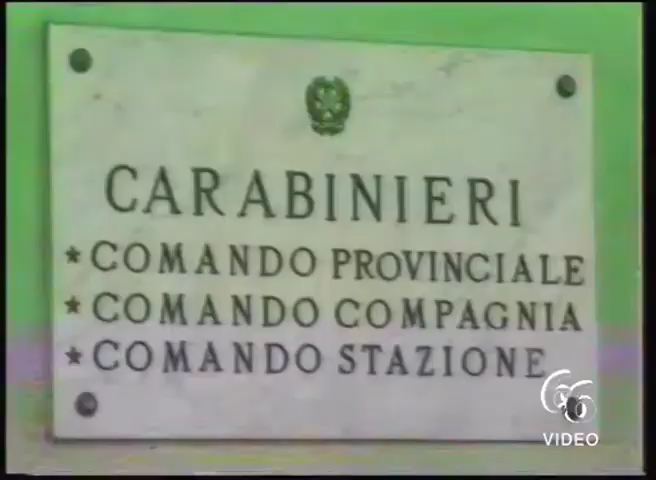 CARABINIERI
* COMANDO PROVINCIALE
* COMANDO COMPAGNIA
* COMANDO STAZIONE
VIDEO